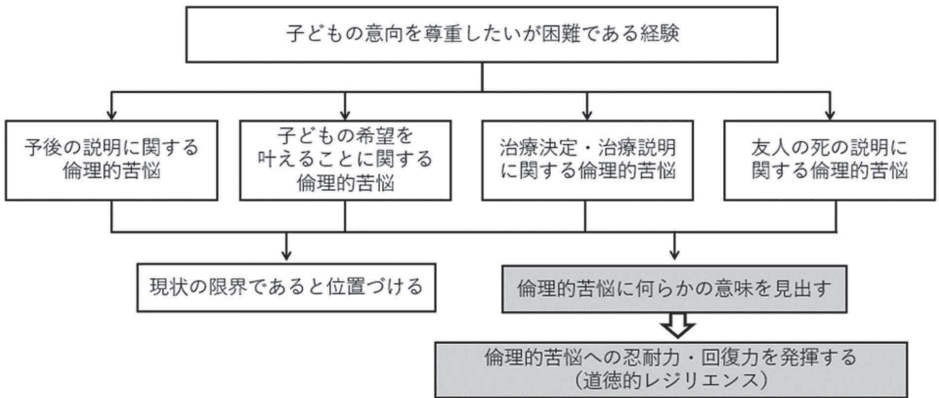 子どもの意向を尊重したいが困難である経験
予後の説明に関する
倫理的苦悩
子どもの希望を
叶えることに関する
倫理的苦悩
治療決定・治療説明
に関する倫理的苦悩
友人の死の説明に
関する倫理的苦悩
現状の限界であると位置づける
倫理的苦悩に何らかの意味を見出す
倫理的苦悩への忍耐力・回復力を発揮する
（道徳的レジリエンス）